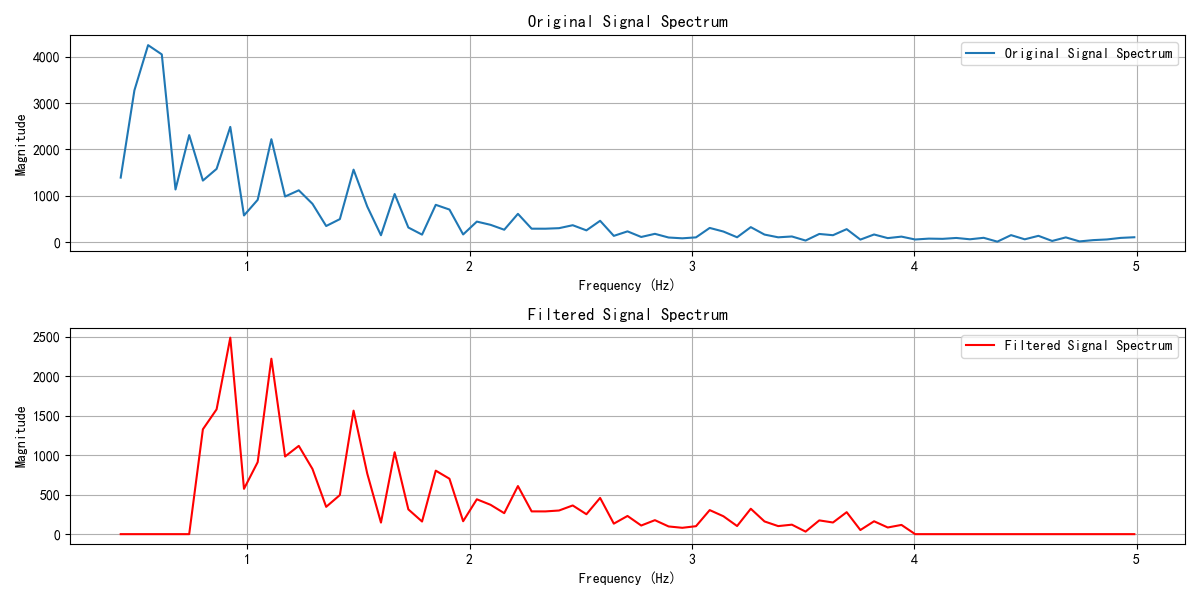 Original Signal Spectrum
Original Signal Spectrum
Magnitude
4000
3000
2000
1000
0
1 2 3 4 5
Frequency (Hz)
Filtered Signal Spectrum
Filtered Signal Spectrum
Magnitude
2500
2000
1500
1000
500
0
1 2 3 4 5
Frequency (Hz)